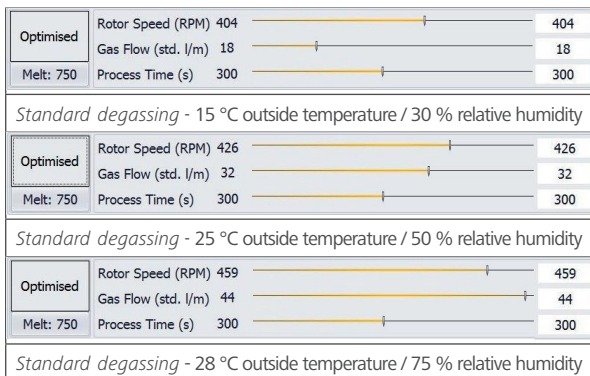 Optimised
Rotor Speed (RPM) 404 404
Gas Flow (std. l/m) 18 18
Melt: 750 Process Time (s) 300 300
Standard degassing - 15 °C outside temperature / 30 % relative humidity
Optimised
Rotor Speed (RPM) 426 426
Gas Flow (std. l/m) 32 32
Melt: 750 Process Time (s) 300 300
Standard degassing - 25 °C outside temperature / 50 % relative humidity
Optimised
Rotor Speed (RPM) 459 459
Gas Flow (std. l/m) 44 44
Melt: 750 Process Time (s) 300 300
Standard degassing - 28 °C outside temperature / 75 % relative humidity